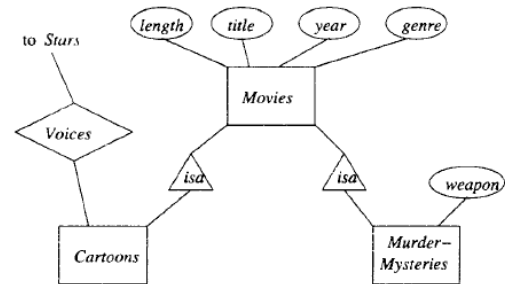 length
title
year
genre
to Stars
Movies
Voices
isa
isa
weapon
Cartoons
Murder-
Mysteries